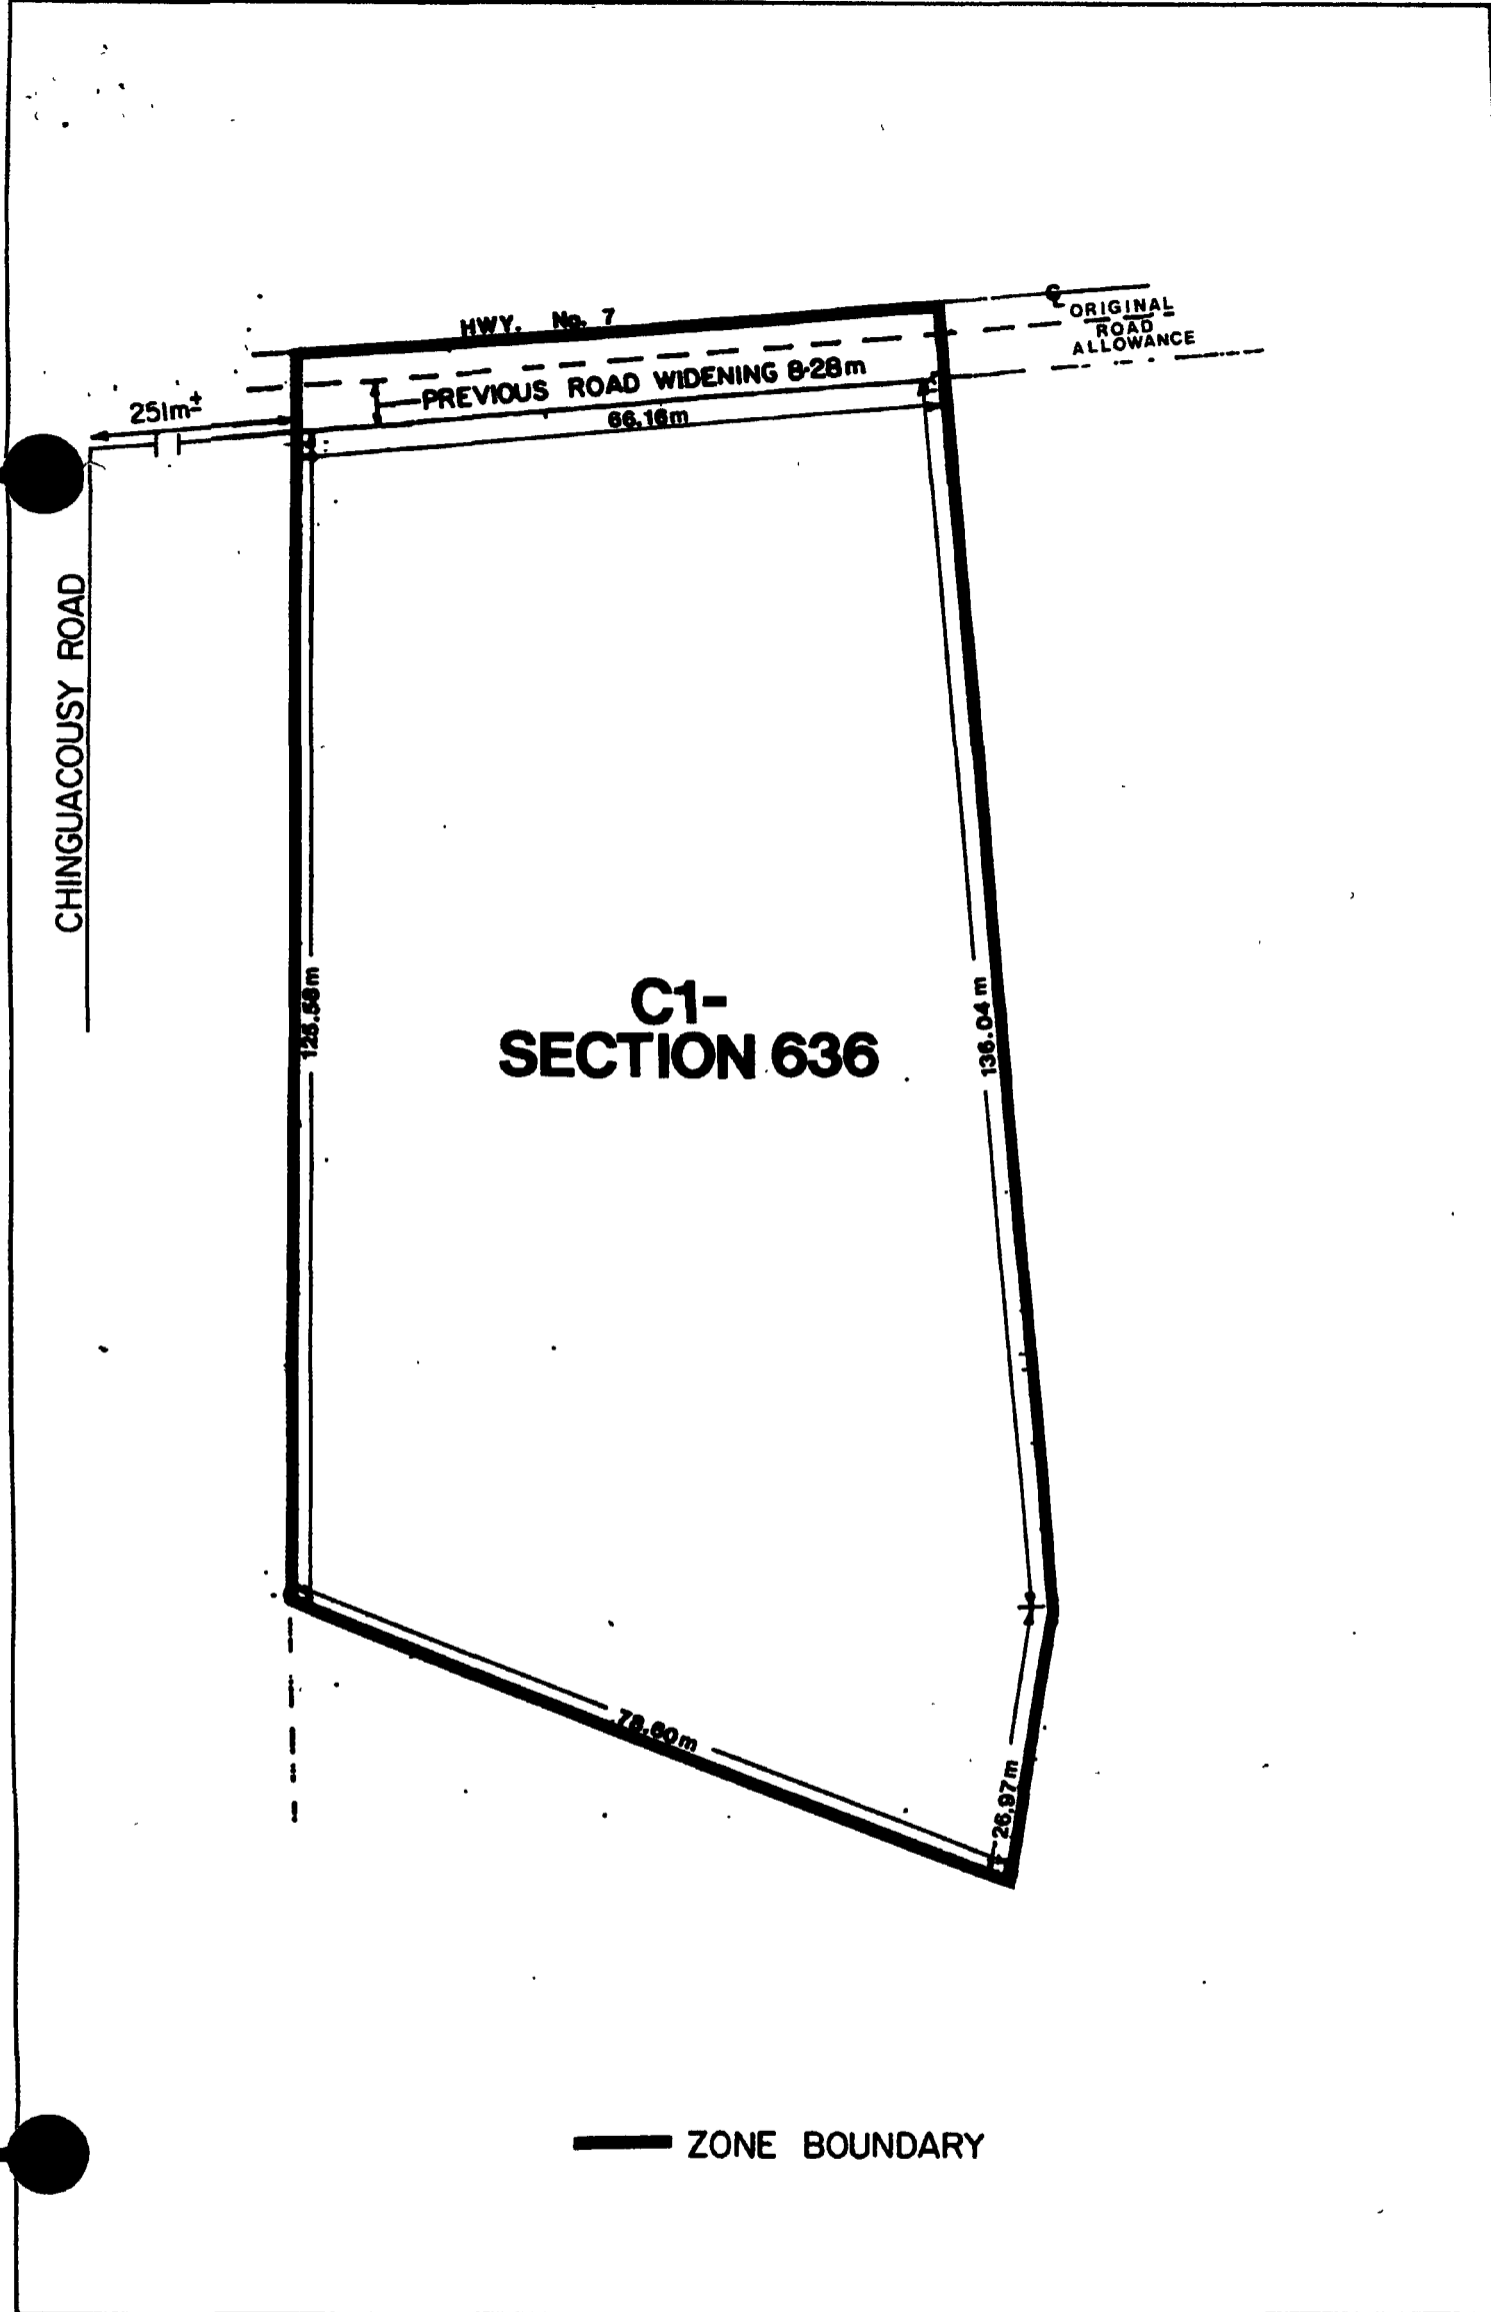 HWY. No. 7
℄ ORIGINAL
ROAD
ALLOWANCE
PREVIOUS ROAD WIDENING 8·28m
251m±
66.16m
CHINGUACOUSY ROAD
136.04m
C1-
SECTION 636
78.60m
26.97m
ZONE BOUNDARY